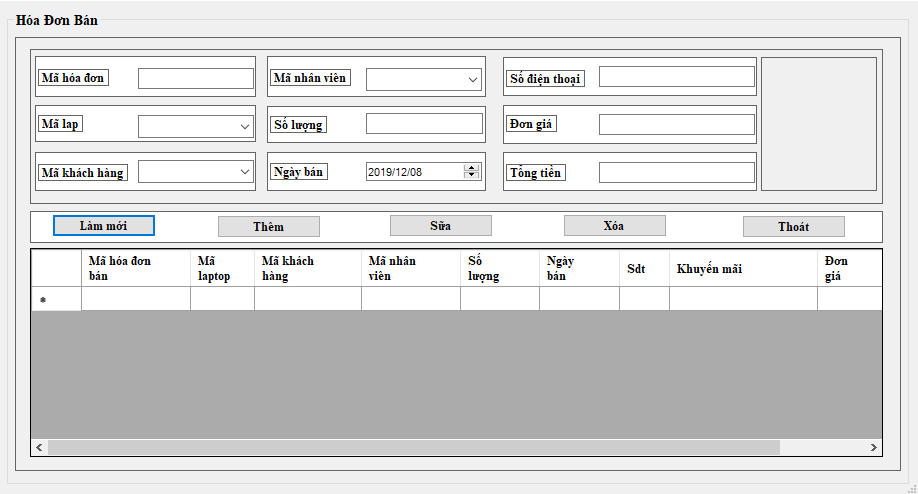 Hóa Đơn Bán
Mã hóa đơn
Mã nhân viên
Số điện thoại
Mã lap
Số lượng
Đơn giá
Mã khách hàng
Ngày bán
2019/12/08
Tổng tiền
Làm mới
Thêm
Sữa
Xóa
Thoát
Mã hóa đơn
bán
Mã
laptop
Mã khách
hàng
Mã nhân
viên
Số
lượng
Ngày
bán
Sdt
Khuyến mãi
Đơn
giá
*